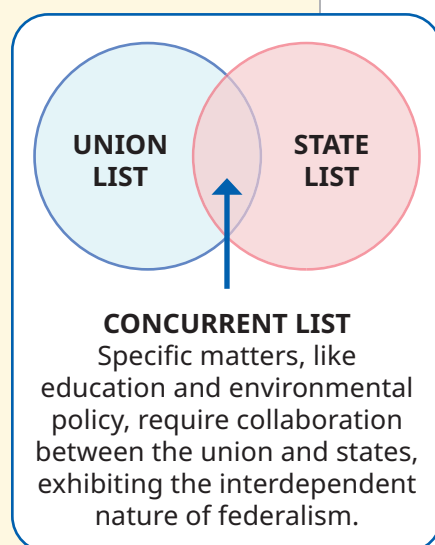 UNION
LIST
STATE
LIST
CONCURRENT LIST
Specific matters, like
education and environmental
policy, require collaboration
between the union and states,
exhibiting the interdependent
nature of federalism.